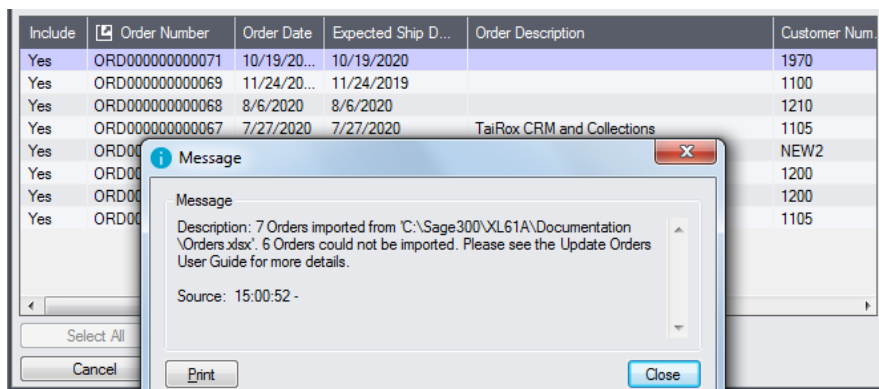 Include Order Number Order Date Expected Ship D... Order Description Customer Num.
Yes ORD000000000071 10/19/20... 10/19/2020 1970
Yes ORD000000000069 11/24/20... 11/24/2019 1100
Yes ORD000000000068 8/6/2020 8/6/2020 1210
Yes ORD000000000067 7/27/2020 7/27/2020 TaiRox CRM and Collections 1105
Yes ORD00 NEW2
Yes ORD00 1200
Yes ORD00 1200
Yes ORD00 1105
Message
Message
Description: 7 Orders imported from 'C:\Sage300\XL61A\Documentation
\Orders.xlsx'. 6 Orders could not be imported. Please see the Update Orders
User Guide for more details.
Source: 15:00:52 -
Select All
Cancel
Print Close